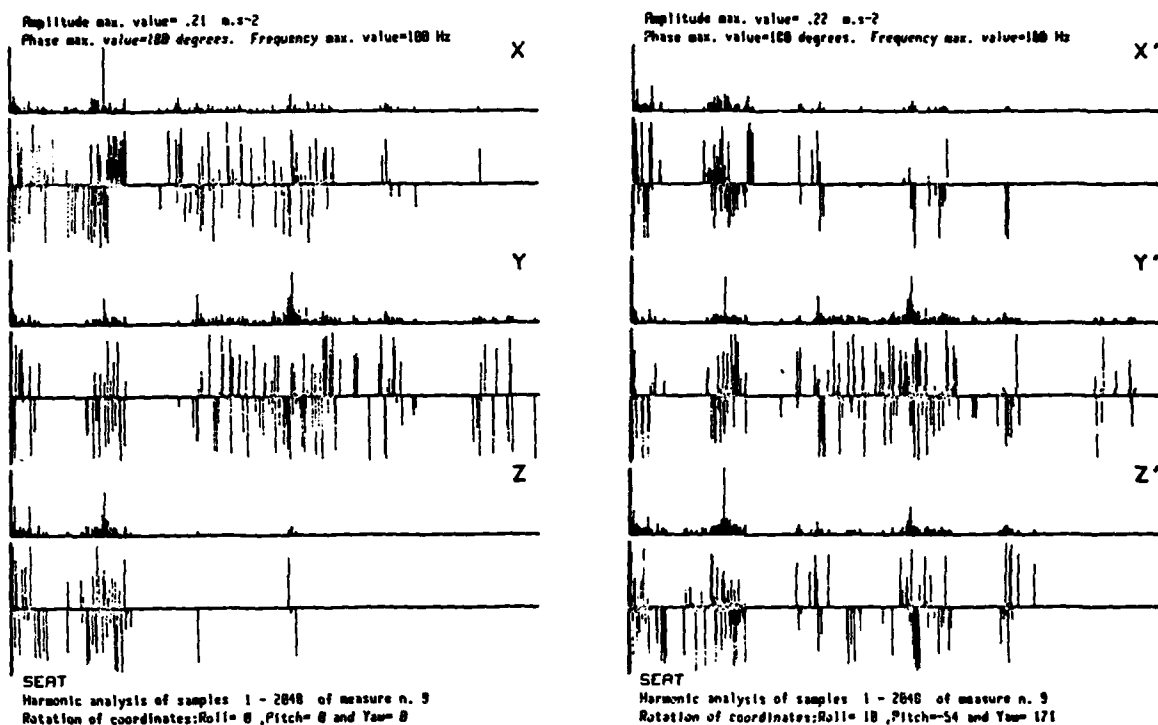 Amplitude max. value= .21 m.s-2
Phase max. value=180 degrees. Frequency max. value=100 Hz
X
Y
Z
SEAT
Harmonic analysis of samples 1 - 2048 of measure n. 9
Rotation of coordinates:Roll= 0 ,Pitch= 0 and Yaw= 0
Amplitude max. value= .22 m.s-2
Phase max. value=180 degrees. Frequency max. value=100 Hz
X'
Y'
Z'
SEAT
Harmonic analysis of samples 1 - 2048 of measure n. 9
Rotation of coordinates:Roll= 18 ,Pitch=-54 and Yaw= 171